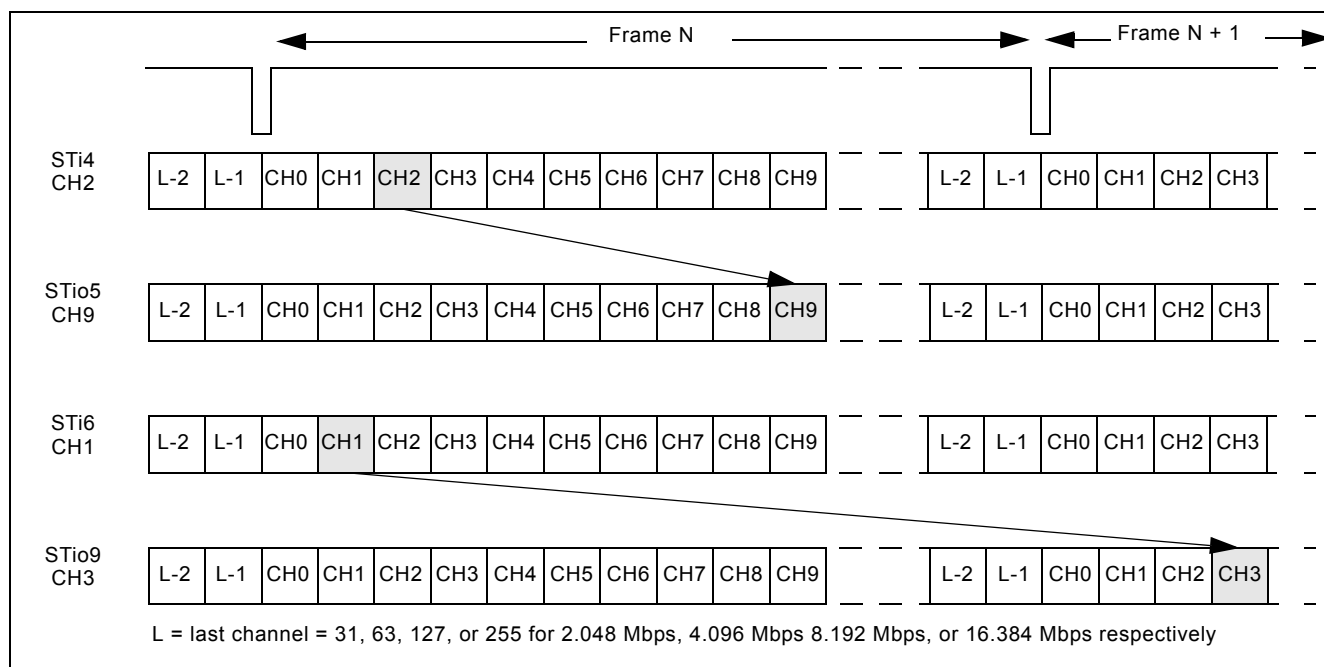 Frame N
Frame N + 1
STi4
CH2
L-2 L-1 CH0 CH1 CH2 CH3 CH4 CH5 CH6 CH7 CH8 CH9 L-2 L-1 CH0 CH1 CH2 CH3
STio5
CH9
L-2 L-1 CH0 CH1 CH2 CH3 CH4 CH5 CH6 CH7 CH8 CH9 L-2 L-1 CH0 CH1 CH2 CH3
STi6
CH1
L-2 L-1 CH0 CH1 CH2 CH3 CH4 CH5 CH6 CH7 CH8 CH9 L-2 L-1 CH0 CH1 CH2 CH3
STio9
CH3
L-2 L-1 CH0 CH1 CH2 CH3 CH4 CH5 CH6 CH7 CH8 CH9 L-2 L-1 CH0 CH1 CH2 CH3
L = last channel = 31, 63, 127, or 255 for 2.048 Mbps, 4.096 Mbps 8.192 Mbps, or 16.384 Mbps respectively